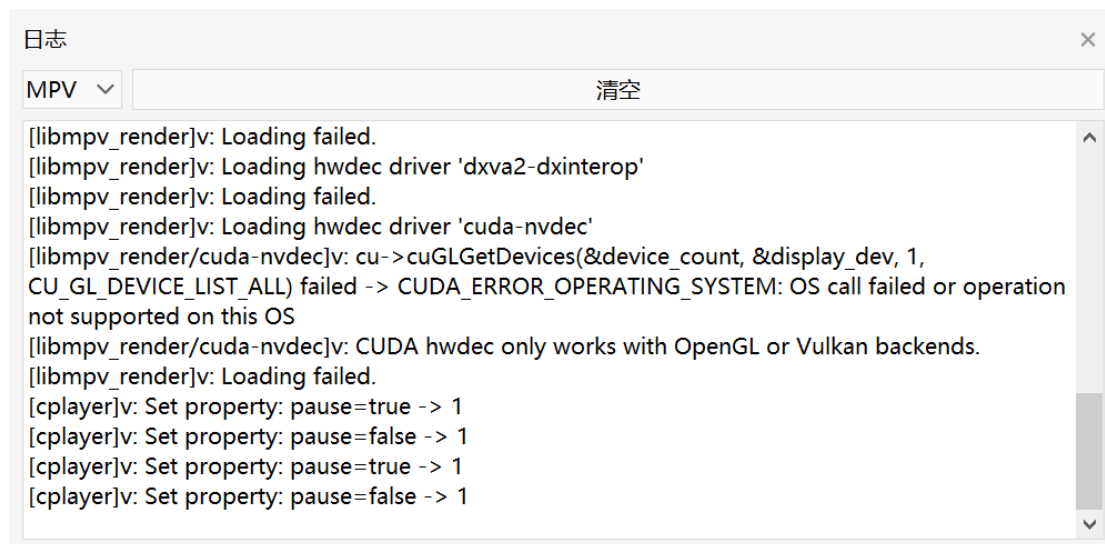 日志
MPV
清空
[libmpv_render]v: Loading failed.
[libmpv_render]v: Loading hwdec driver 'dxva2-dxinterop'
[libmpv_render]v: Loading failed.
[libmpv_render]v: Loading hwdec driver 'cuda-nvdec'
[libmpv_render/cuda-nvdec]v: cu->cuGLGetDevices(&device_count, &display_dev, 1,
CU_GL_DEVICE_LIST_ALL) failed -> CUDA_ERROR_OPERATING_SYSTEM: OS call failed or operation
not supported on this OS
[libmpv_render/cuda-nvdec]v: CUDA hwdec only works with OpenGL or Vulkan backends.
[libmpv_render]v: Loading failed.
[cplayer]v: Set property: pause=true -> 1
[cplayer]v: Set property: pause=false -> 1
[cplayer]v: Set property: pause=true -> 1
[cplayer]v: Set property: pause=false -> 1